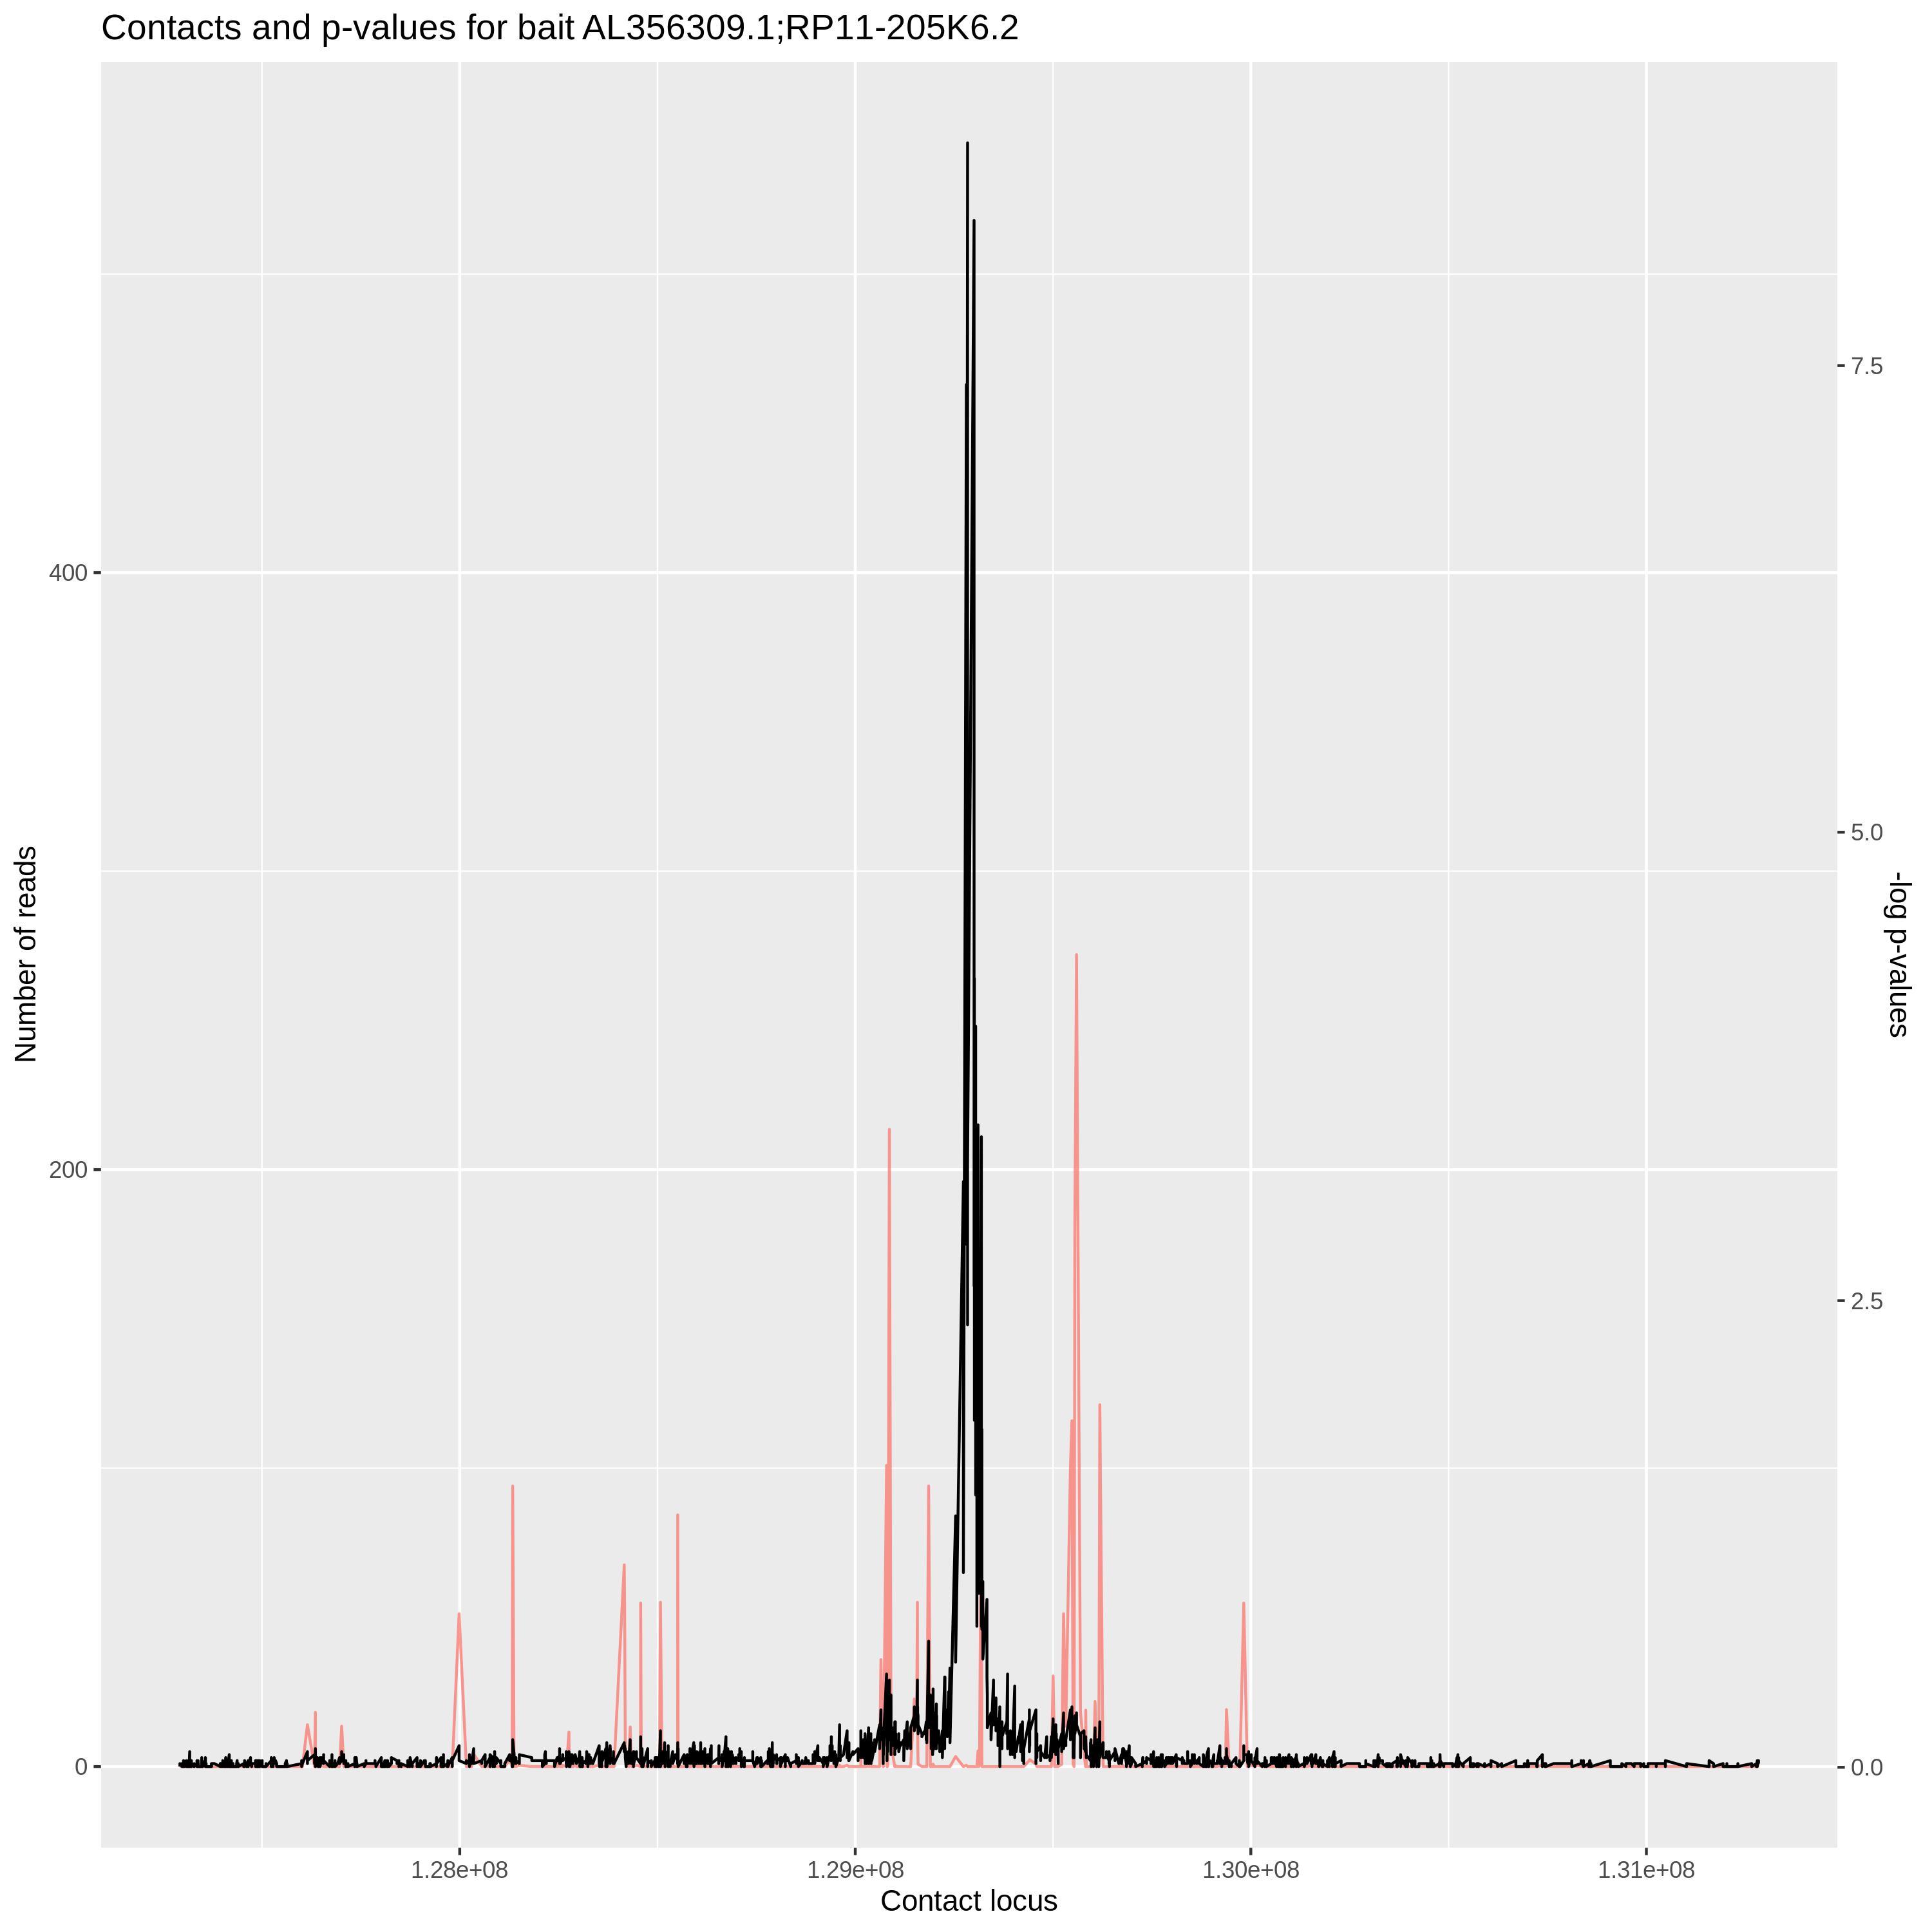 Contacts and p-values for bait AL356309.1;RP11-205K6.2
Number of reads
400
200
0
7.5
5.0
2.5
0.0
-log p-values
1.28e+08
1.29e+08
1.30e+08
1.31e+08
Contact locus